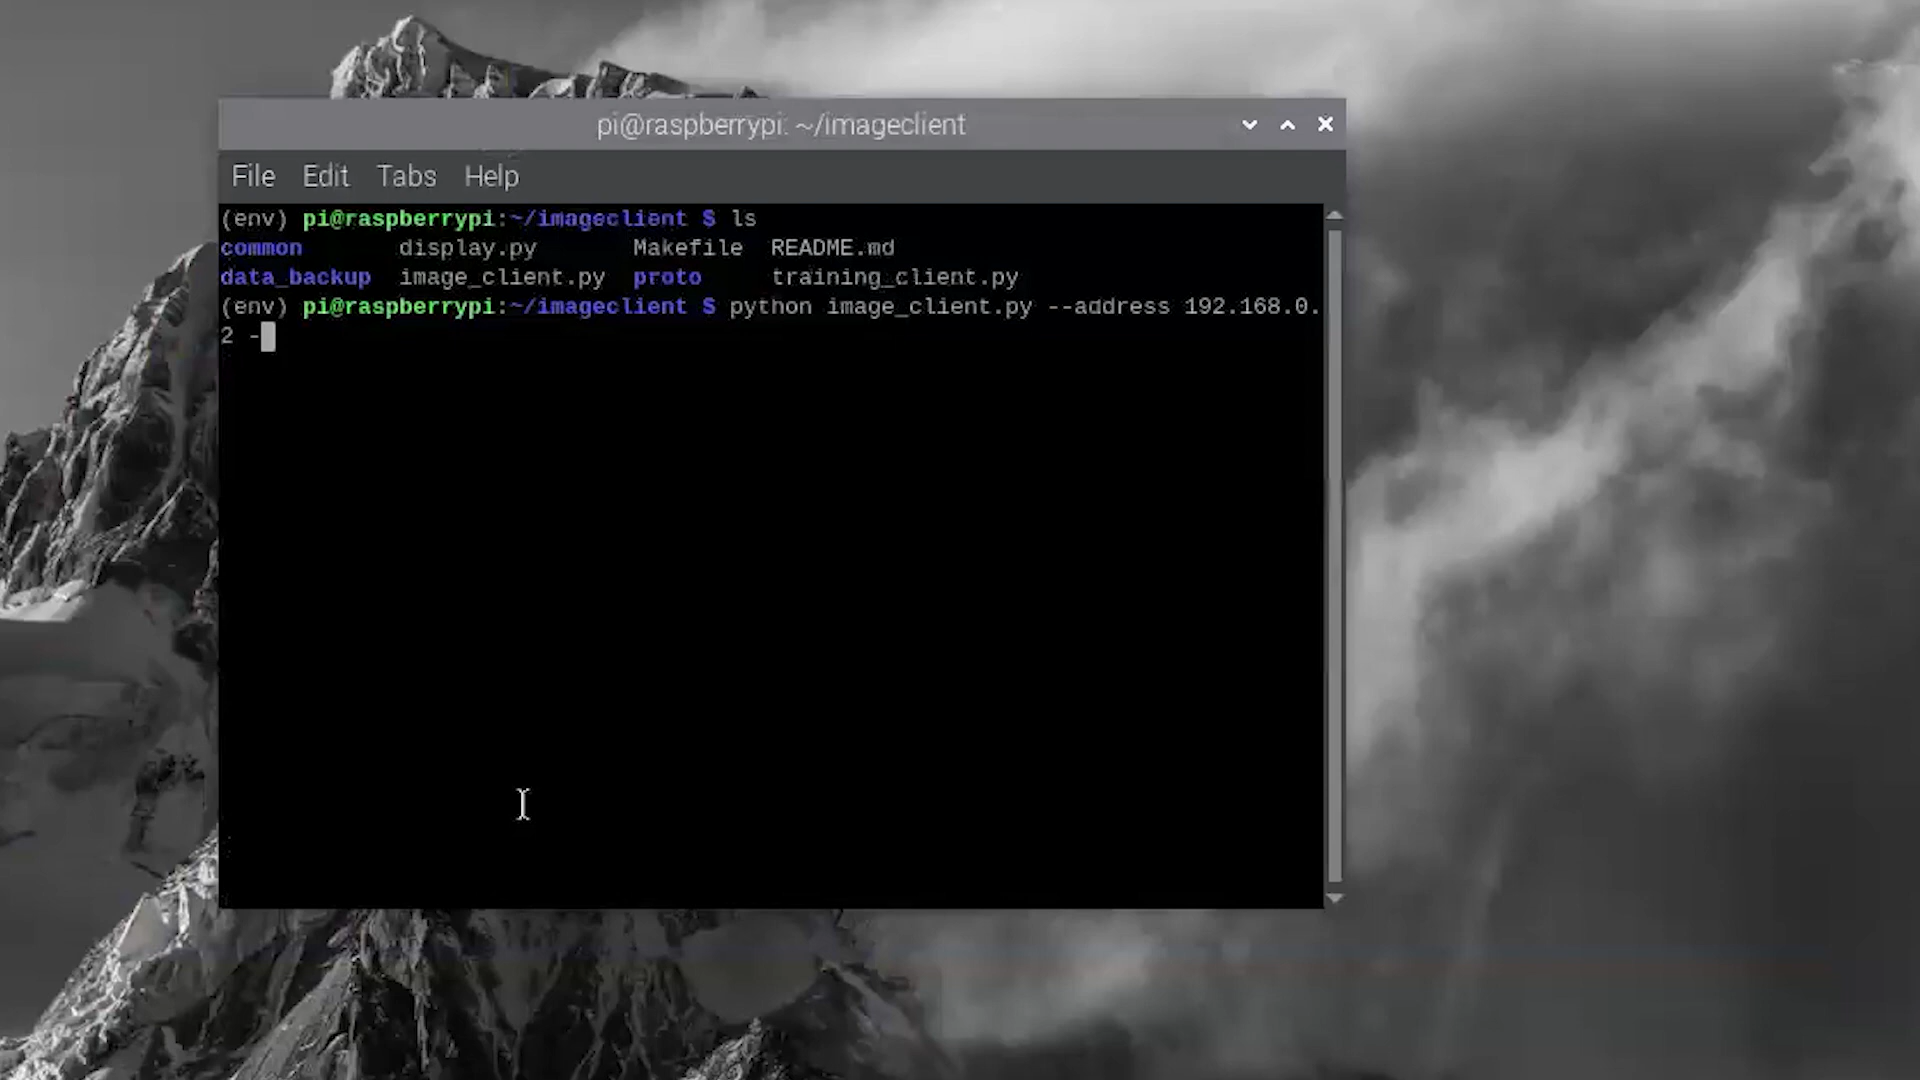 pi@raspberrypi: ~/imageclient
File Edit Tabs Help
(env) pi@raspberrypi:~/imageclient $ ls
common display.py Makefile README.md
data_backup image_client.py proto training_client.py
(env) pi@raspberrypi:~/imageclient $ python image_client.py --address 192.168.0.
2 -